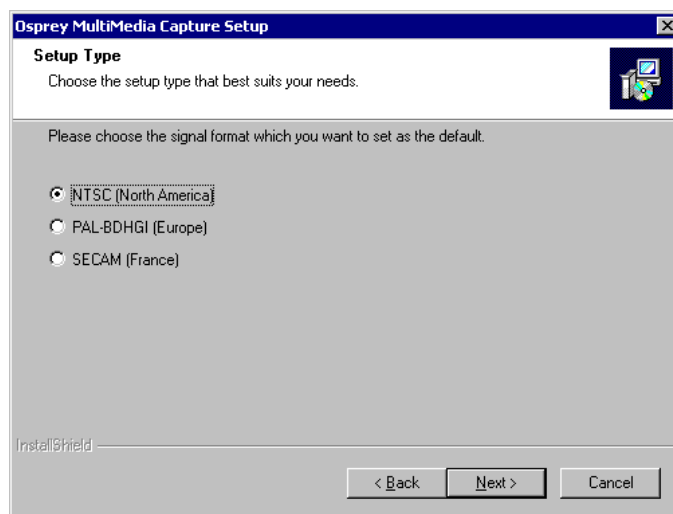 Osprey MultiMedia Capture Setup
Setup Type
Choose the setup type that best suits your needs.
Please choose the signal format which you want to set as the default.
NTSC (North America)
PAL-BDHGI (Europe)
SECAM (France)
InstallShield
< Back
Next >
Cancel